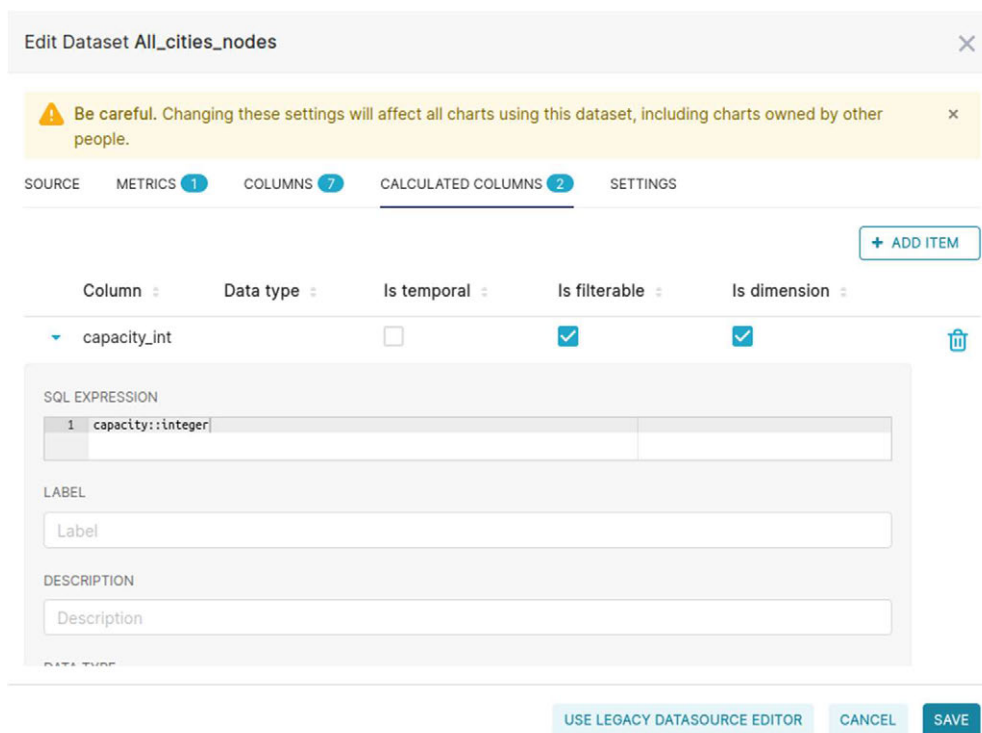 Edit Dataset All_cities_nodes
Be careful. Changing these settings will affect all charts using this dataset, including charts owned by other
people.
SOURCE METRICS 1 COLUMNS 7 CALCULATED COLUMNS 2 SETTINGS
+ ADD ITEM
Column Data type Is temporal Is filterable Is dimension
capacity_int
SQL EXPRESSION
1 capacity::integer
LABEL
Label
DESCRIPTION
Description
DATA TYPE
USE LEGACY DATASOURCE EDITOR CANCEL SAVE